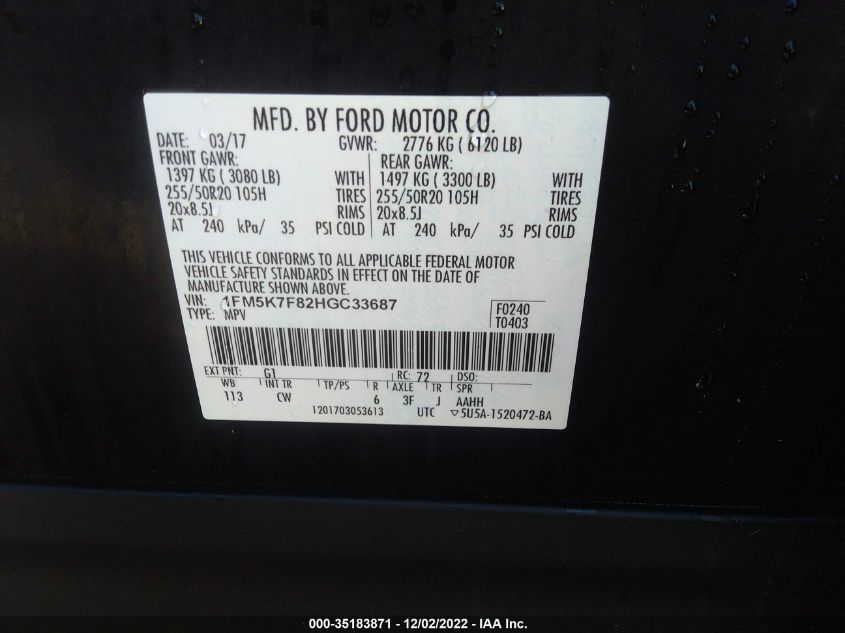 MFD. BY FORD MOTOR CO.
DATE: 03/17 GVWR: 2776 KG ( 6120 LB)
FRONT GAWR: REAR GAWR:
1397 KG ( 3080 LB) WITH 1497 KG ( 3300 LB) WITH
255/50R20 105H TIRES 255/50R20 105H TIRES
20x8.5J RIMS 20x8.5J RIMS
AT 240 kPa/ 35 PSI COLD AT 240 kPa/ 35 PSI COLD
THIS VEHICLE CONFORMS TO ALL APPLICABLE FEDERAL MOTOR
VEHICLE SAFETY STANDARDS IN EFFECT ON THE DATE OF
MANUFACTURE SHOWN ABOVE.
VIN: 1FM5K7F82HGC33687 F0240
TYPE: MPV T0403
EXT PNT: G1 RC: 72 DSO:
WB INT TR TP/PS R AXLE TR SPR
113 CW 6 3F J AAHH
1201703053613 UTC ▽5U5A-1520472-BA
000-35183871 - 12/02/2022 - IAA Inc.